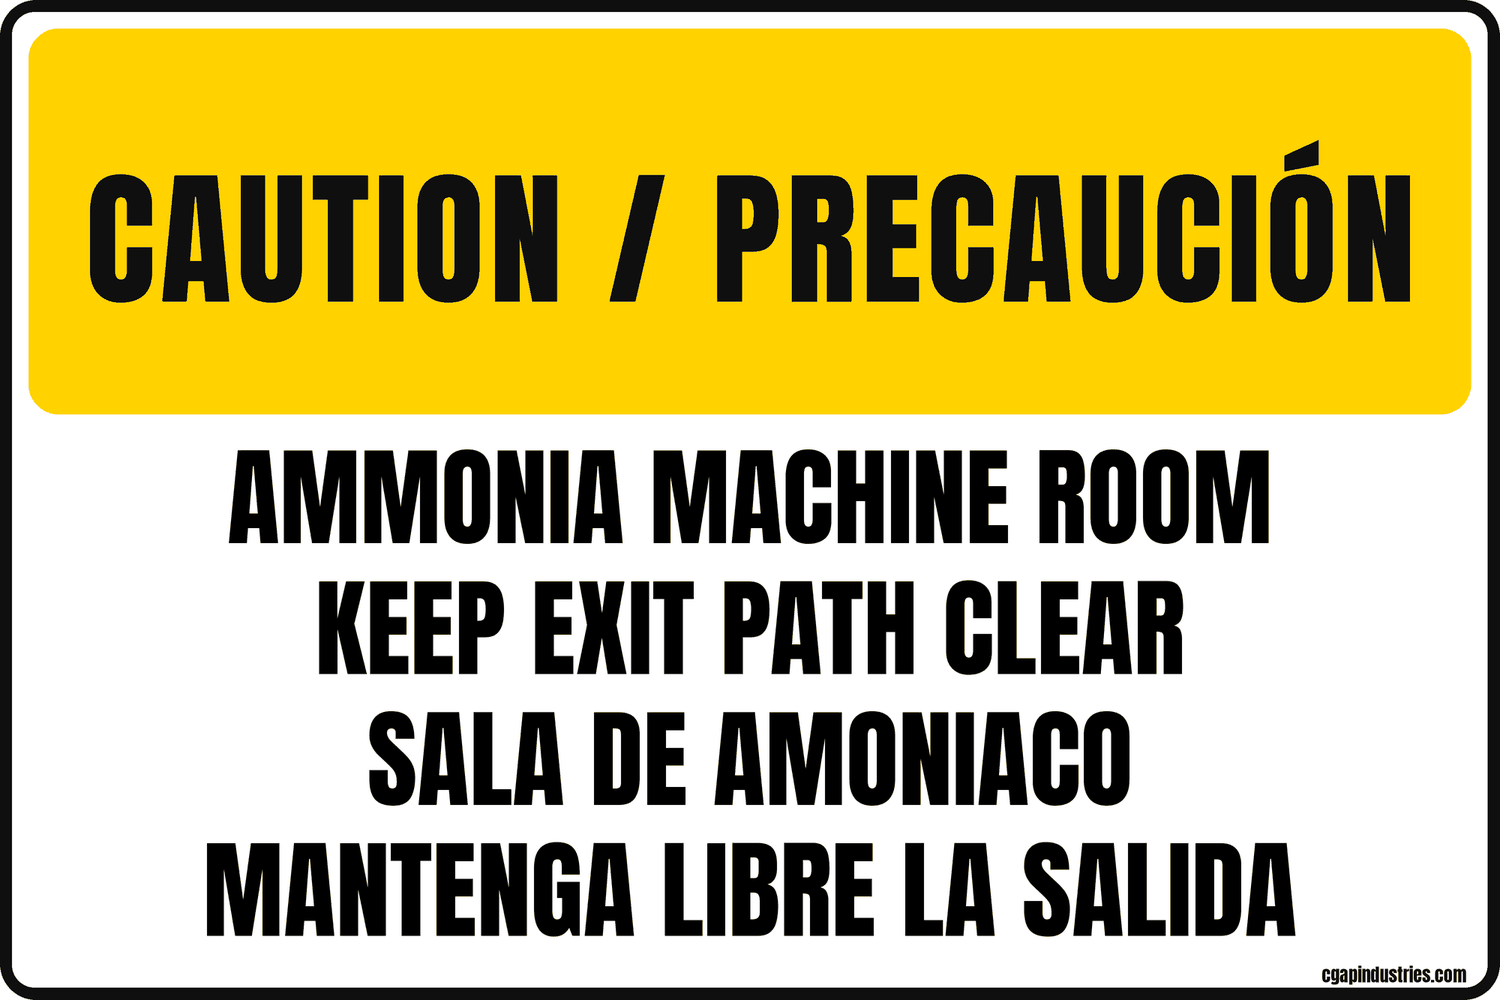 CAUTION / PRECAUCIÓN
AMMONIA MACHINE ROOM
KEEP EXIT PATH CLEAR
SALA DE AMONIACO
MANTENGA LIBRE LA SALIDA
cgapindustries.com